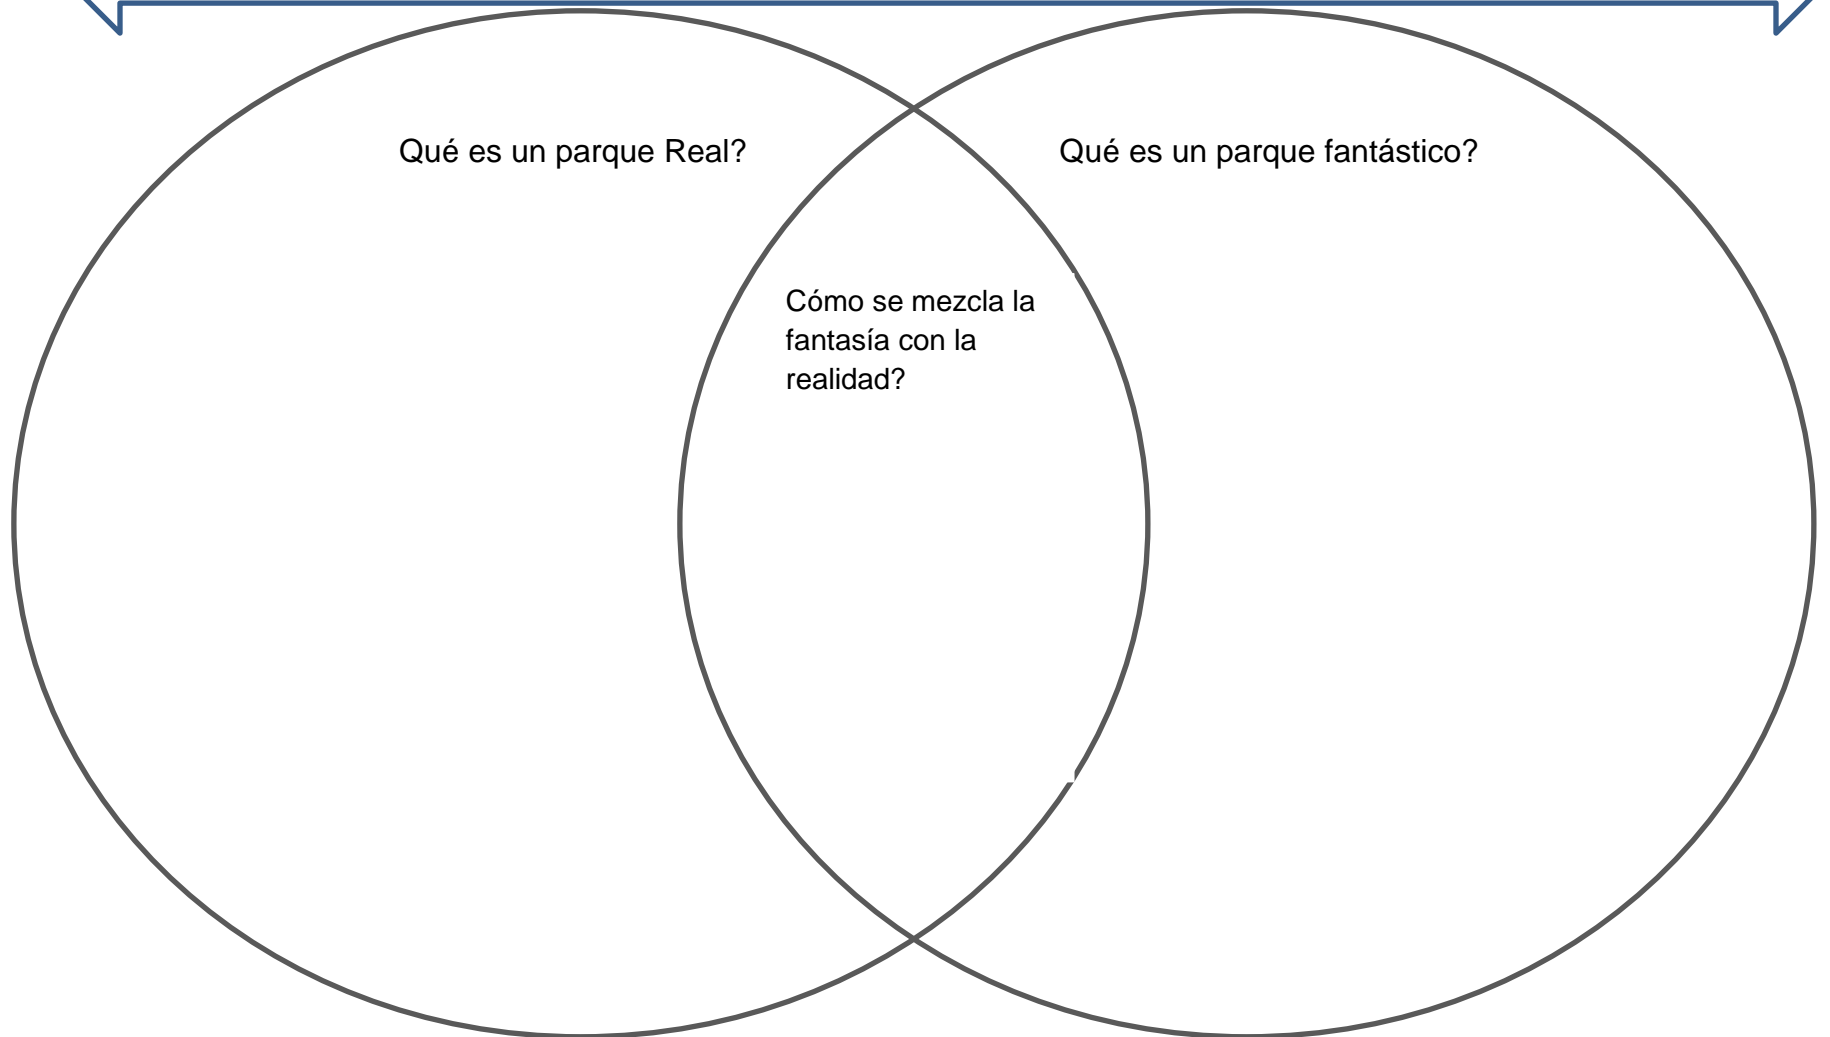 Qué es un parque Real?
Qué es un parque fantástico?
Cómo se mezcla la
fantasía con la
realidad?